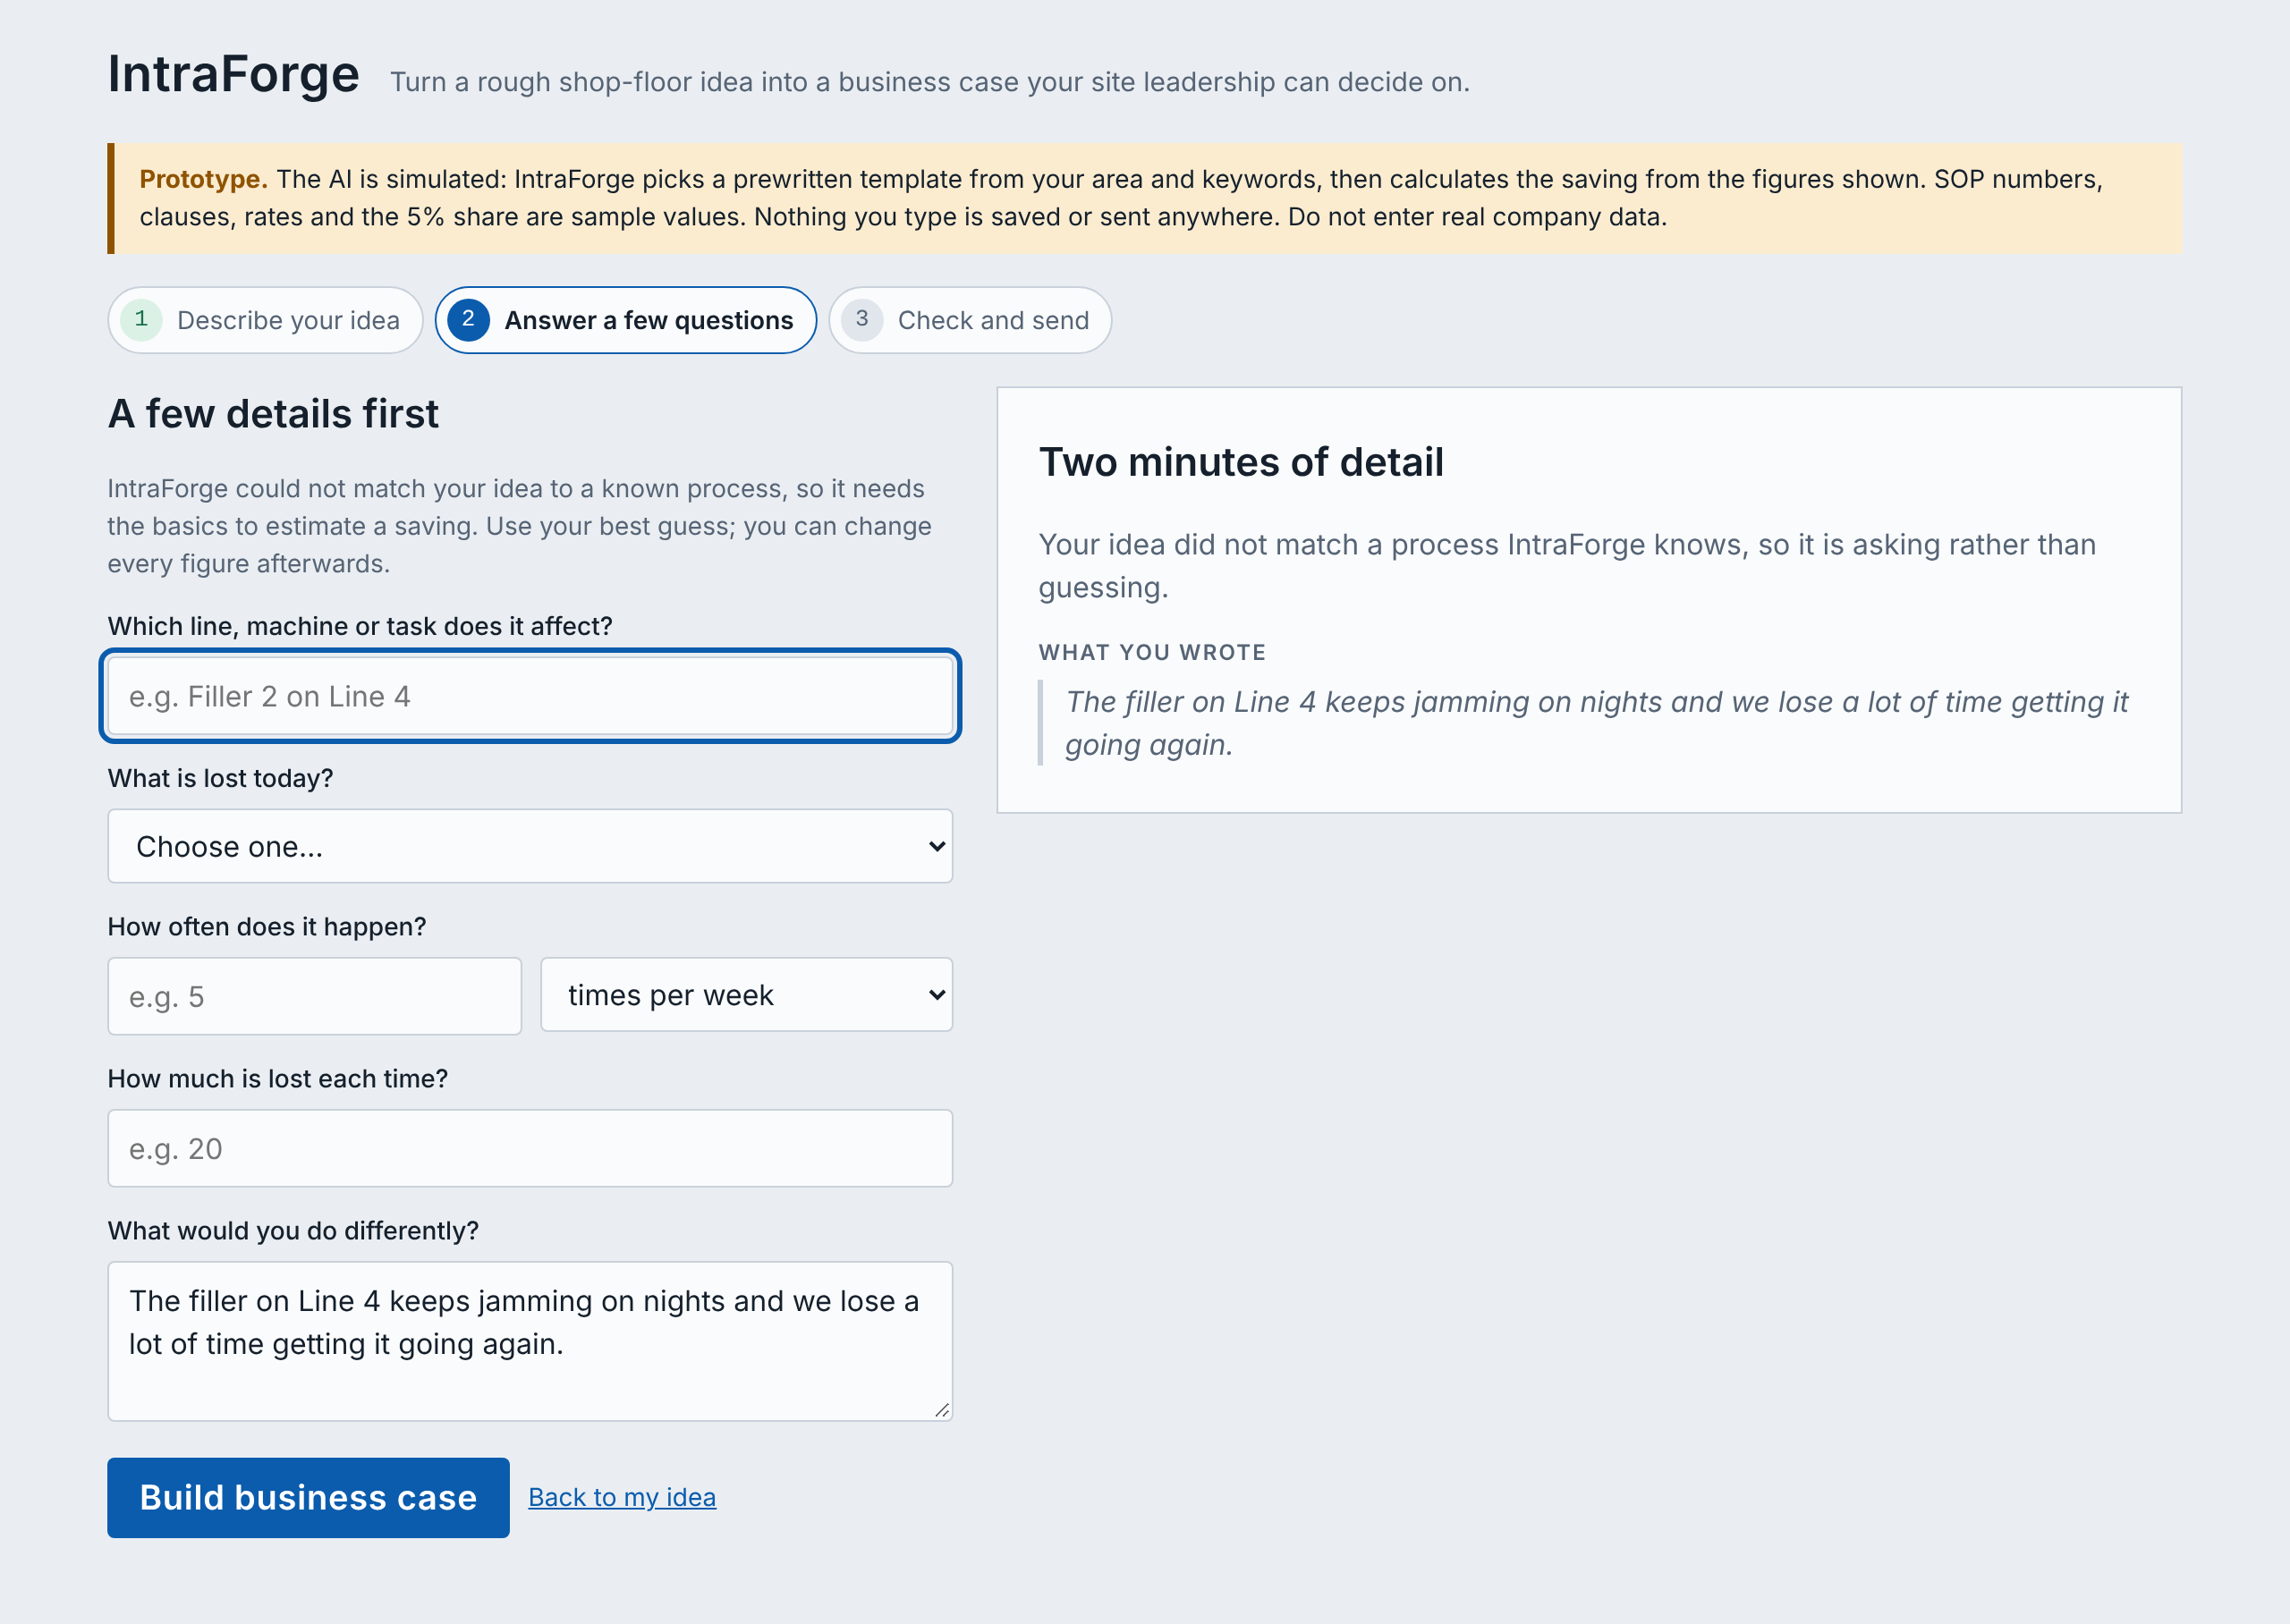 IntraForge Turn a rough shop-floor idea into a business case your site leadership can decide on.
Prototype. The AI is simulated: IntraForge picks a prewritten template from your area and keywords, then calculates the saving from the figures shown. SOP numbers,
clauses, rates and the 5% share are sample values. Nothing you type is saved or sent anywhere. Do not enter real company data.
1 Describe your idea 2 Answer a few questions 3 Check and send
A few details first
IntraForge could not match your idea to a known process, so it needs
the basics to estimate a saving. Use your best guess; you can change
every figure afterwards.
Which line, machine or task does it affect?
e.g. Filler 2 on Line 4
What is lost today?
Choose one...
How often does it happen?
e.g. 5 times per week
How much is lost each time?
e.g. 20
What would you do differently?
The filler on Line 4 keeps jamming on nights and we lose a
lot of time getting it going again.
Build business case Back to my idea
Two minutes of detail
Your idea did not match a process IntraForge knows, so it is asking rather than
guessing.
WHAT YOU WROTE
The filler on Line 4 keeps jamming on nights and we lose a lot of time getting it
going again.